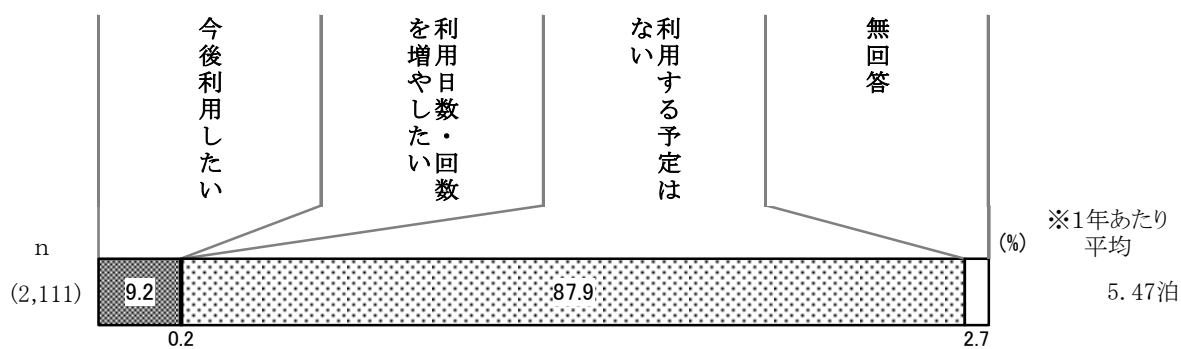 今後利用したい
利用日数・回数
を増やしたい
利用する予定は
ない
無回答
(%)
※1年あたり
平均
n
(2,111)
9.2
87.9
5.47泊
0.2
2.7